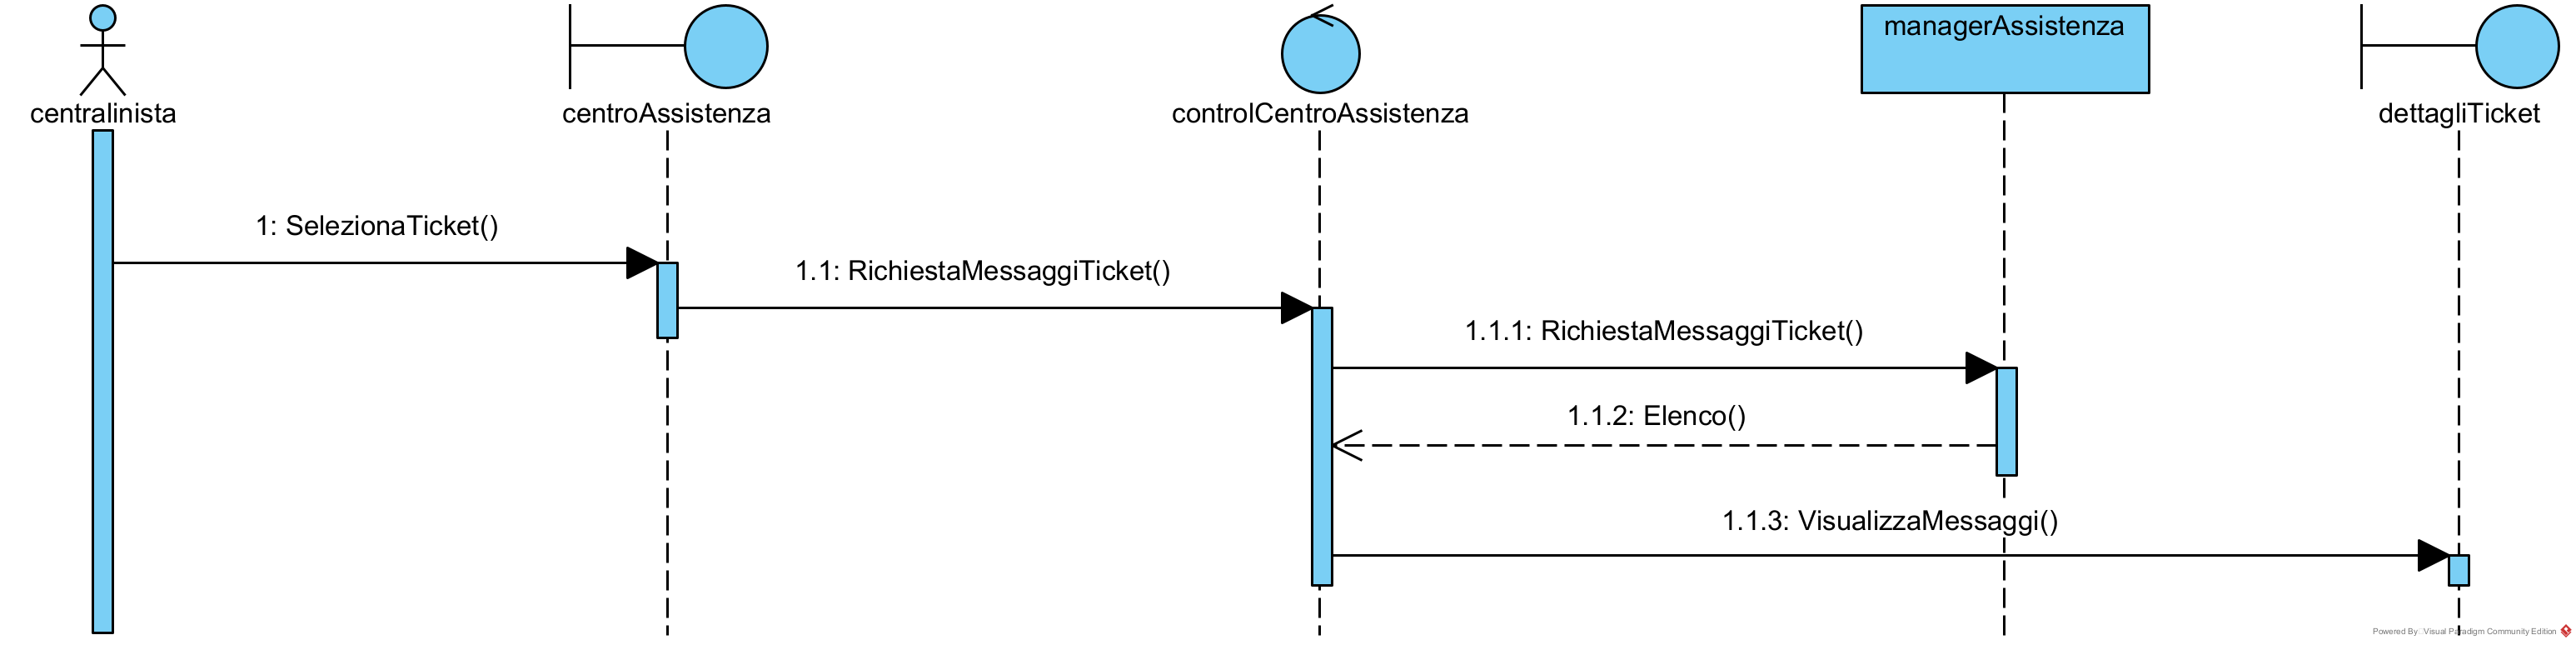 centralinista
centroAssistenza
controlCentroAssistenza
managerAssistenza
dettagliTicket
1: SelezionaTicket()
1.1: RichiestaMessaggiTicket()
1.1.1: RichiestaMessaggiTicket()
1.1.2: Elenco()
1.1.3: VisualizzaMessaggi()
Powered By Visual Paradigm Community Edition